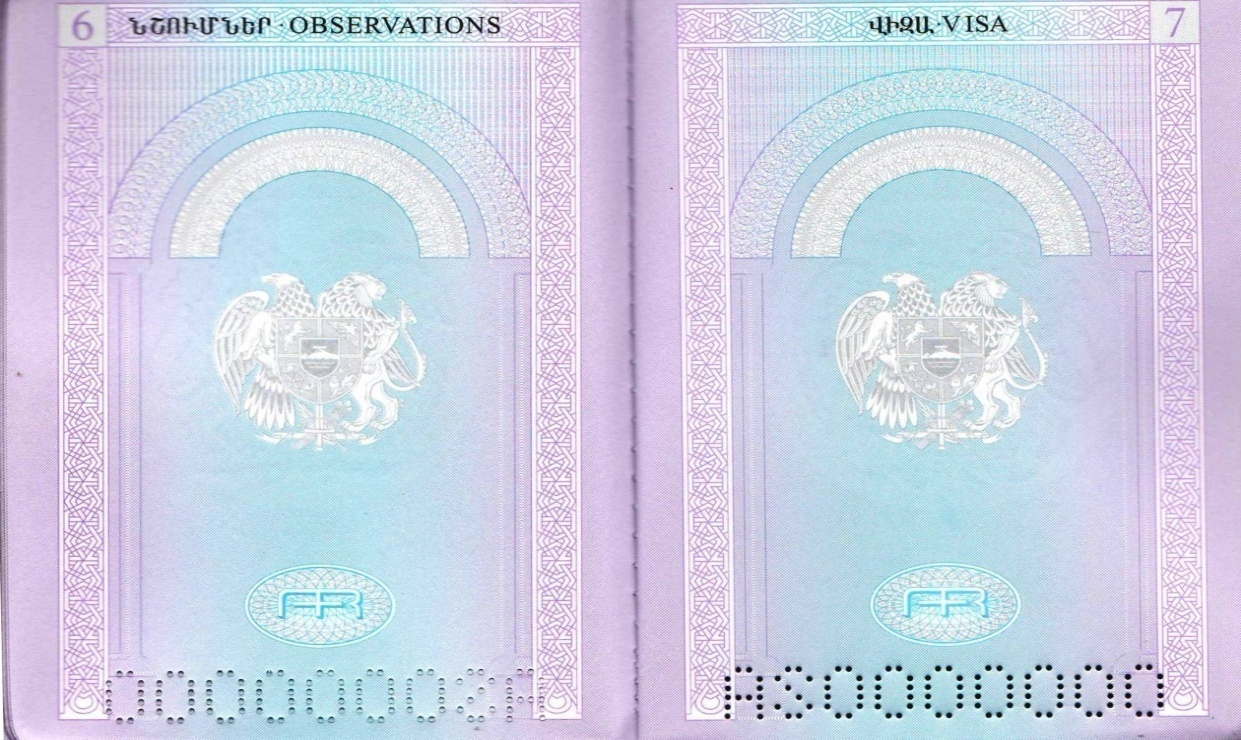 6
ՆՇՈՒՄՆԵՐ · OBSERVATIONS
ՎԻԶԱ · VISA
7
AS0000000